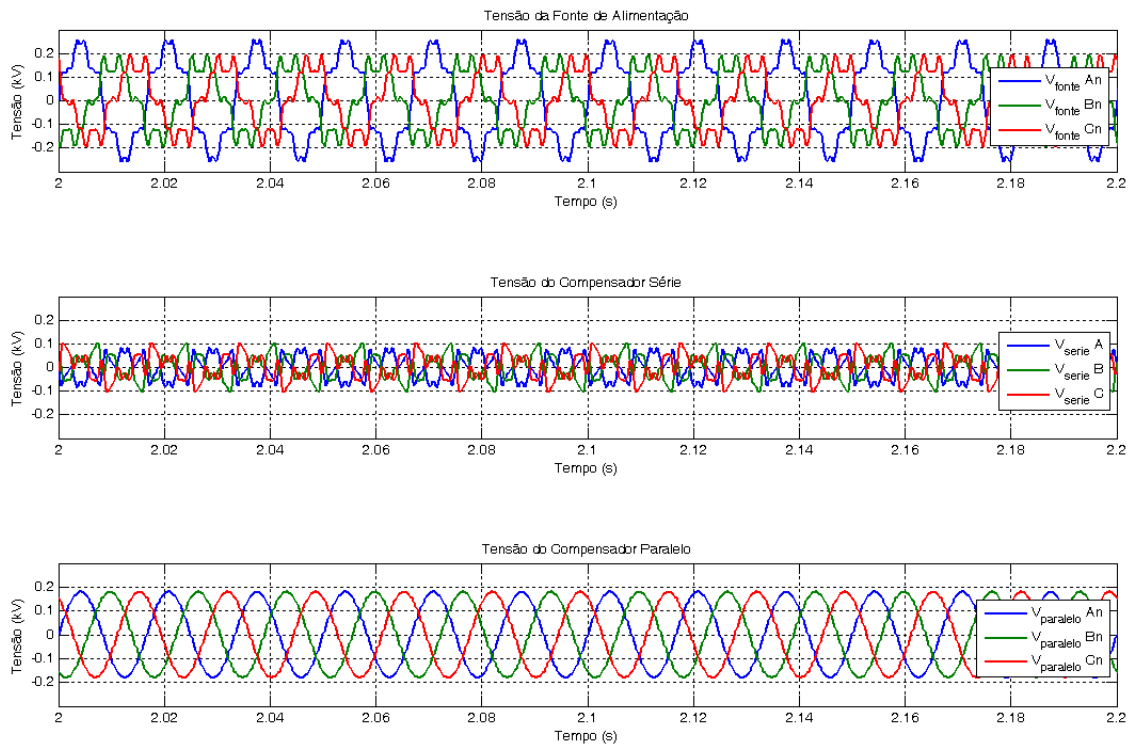 Tensão da Fonte de Alimentação
Tensão (kV)
0.2
0.1
0
-0.1
-0.2
V fonte An
V fonte Bn
V fonte Cn
2 2.02 2.04 2.06 2.08 2.1 2.12 2.14 2.16 2.18 2.2
Tempo (s)
Tensão do Compensador Série
Tensão (kV)
0.2
0.1
0
-0.1
-0.2
V serie A
V serie B
V serie C
2 2.02 2.04 2.06 2.08 2.1 2.12 2.14 2.16 2.18 2.2
Tempo (s)
Tensão do Compensador Paralelo
Tensão (kV)
0.2
0.1
0
-0.1
-0.2
V paralelo An
V paralelo Bn
V paralelo Cn
2 2.02 2.04 2.06 2.08 2.1 2.12 2.14 2.16 2.18 2.2
Tempo (s)